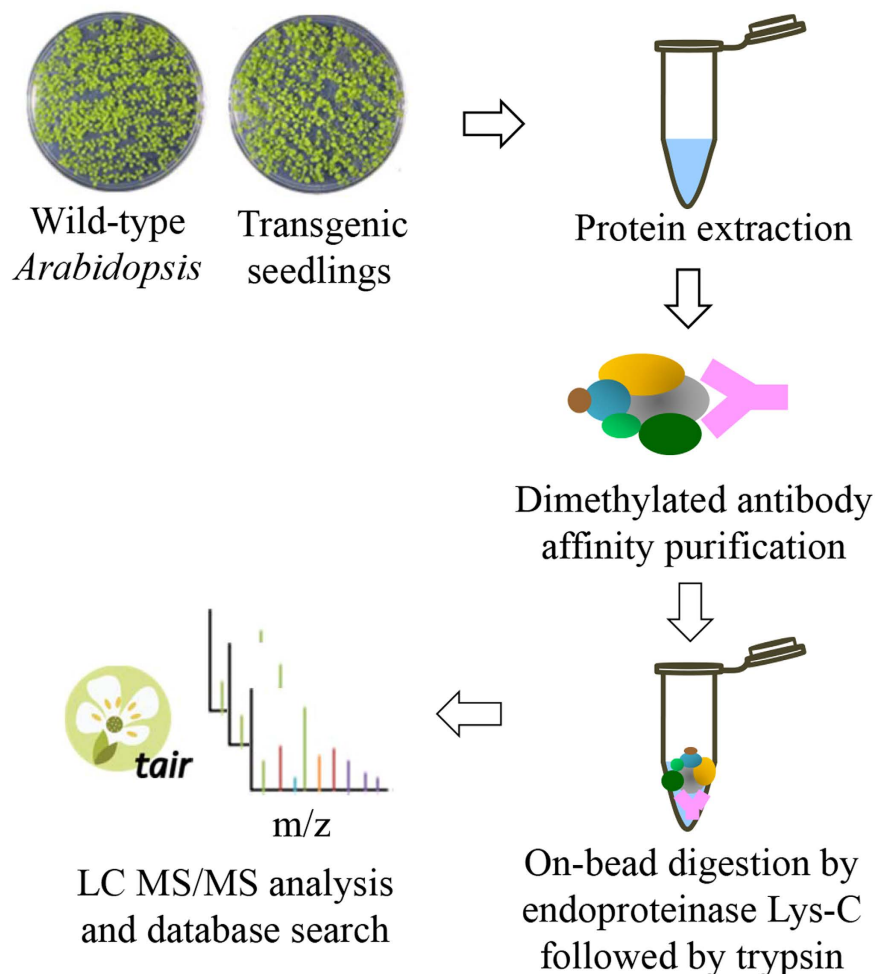 Wild-type
Arabidopsis
Transgenic
seedlings
Protein extraction
Dimethylated antibody
affinity purification
On-bead digestion by
endoproteinase Lys-C
followed by trypsin
tair
m/z
LC MS/MS analysis
and database search